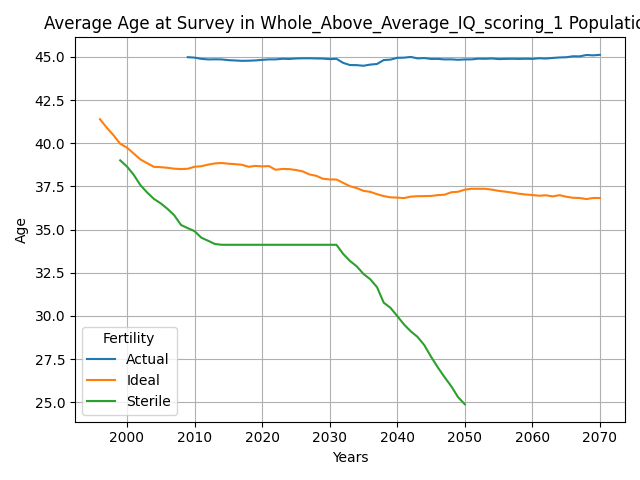 Average Age at Survey in Whole_Above_Average_IQ_scoring_1 Populatio
45.0
42.5
40.0
37.5
35.0
32.5
30.0
27.5
25.0
Age
Fertility
Actual
Ideal
Sterile
2000 2010 2020 2030 2040 2050 2060 2070
Years